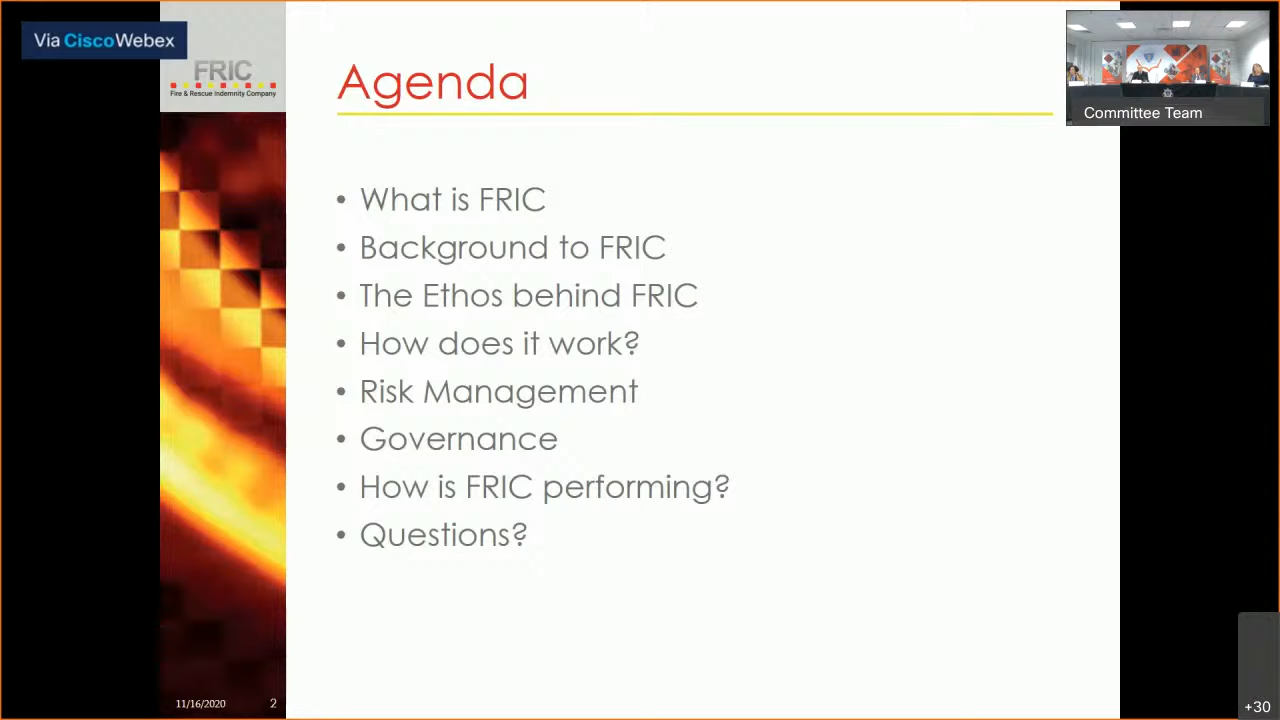 Via CiscoWebex
FRIC
Fire & Rescue Indemnity Company
Agenda
Committee Team
• What is FRIC
• Background to FRIC
• The Ethos behind FRIC
• How does it work?
• Risk Management
• Governance
• How is FRIC performing?
• Questions?
11/16/2020
2
+30